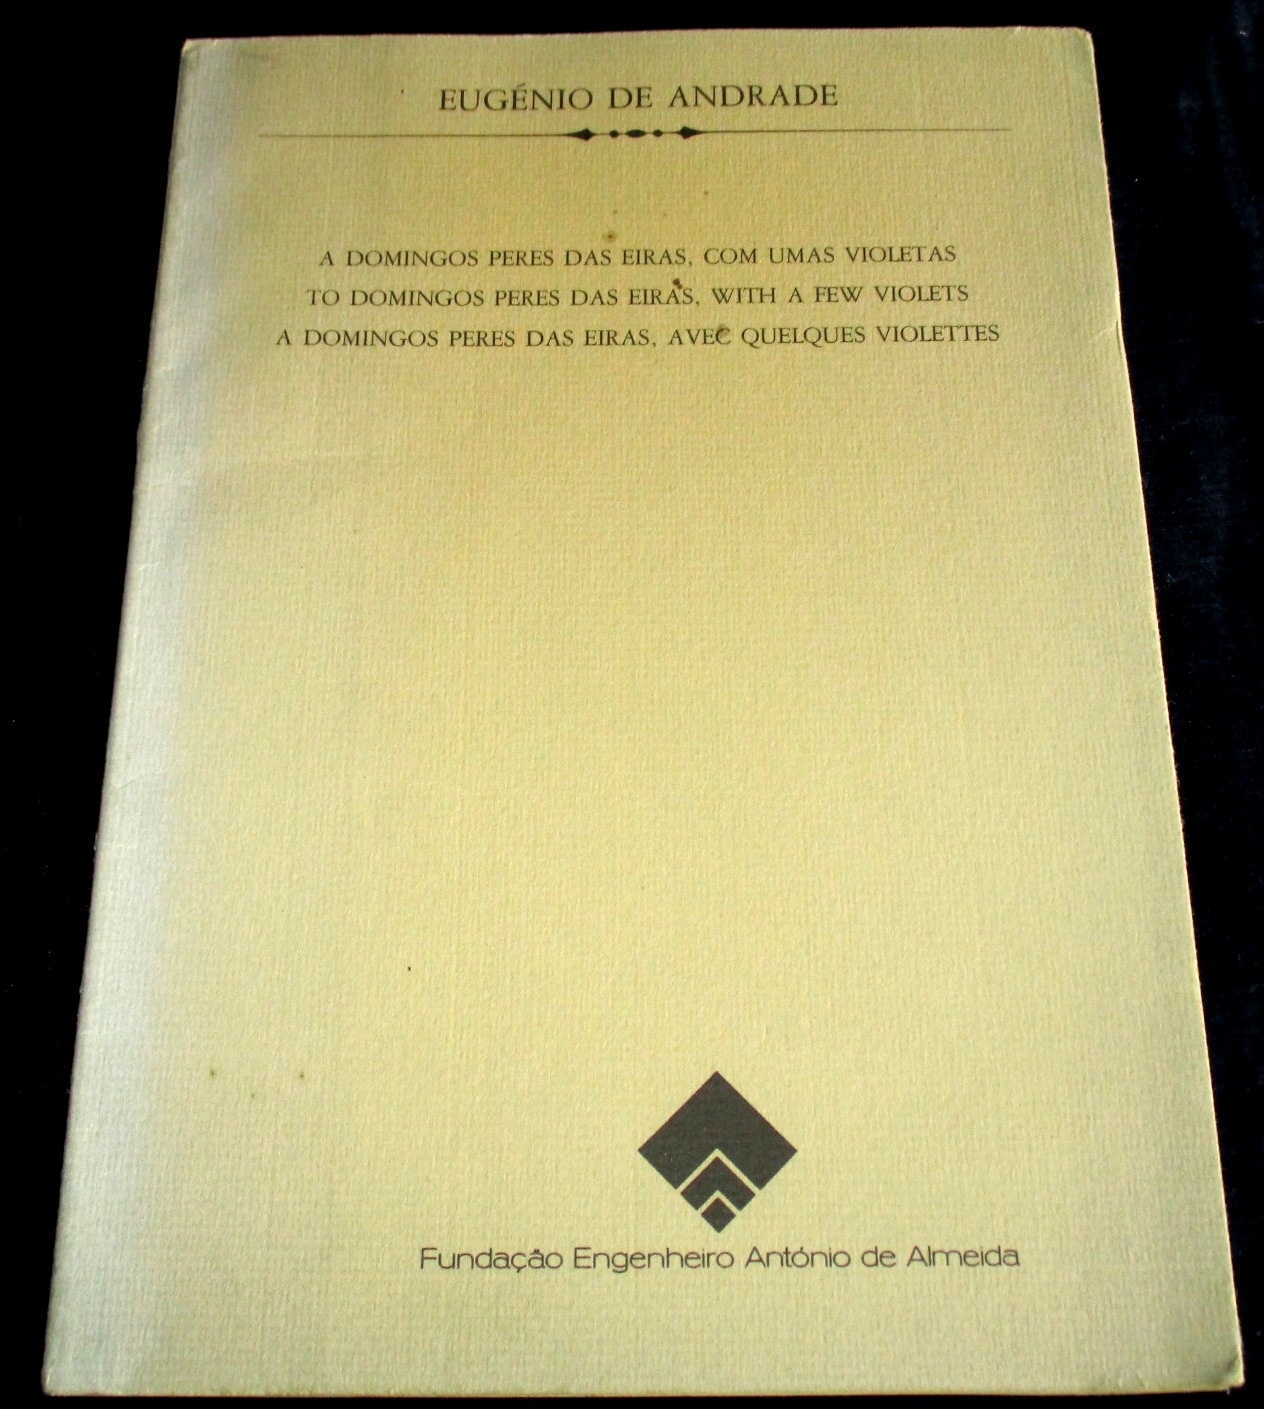 EUGÉNIO DE ANDRADE
A DOMINGOS PERES DAS EIRAS, COM UMAS VIOLETAS
TO DOMINGOS PERES DAS EIRAS, WITH A FEW VIOLETS
A DOMINGOS PERES DAS EIRAS, AVEC QUELQUES VIOLETTES
Fundação Engenheiro António de Almeida